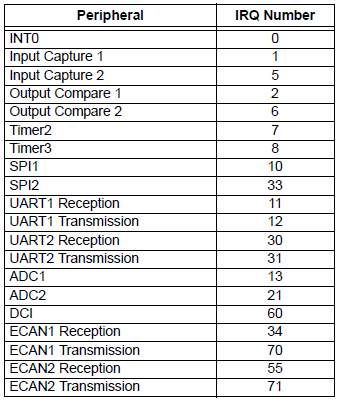 Peripheral IRQ Number
INT0 0
Input Capture 1 1
Input Capture 2 5
Output Compare 1 2
Output Compare 2 6
Timer2 7
Timer3 8
SPI1 10
SPI2 33
UART1 Reception 11
UART1 Transmission 12
UART2 Reception 30
UART2 Transmission 31
ADC1 13
ADC2 21
DCI 60
ECAN1 Reception 34
ECAN1 Transmission 70
ECAN2 Reception 55
ECAN2 Transmission 71